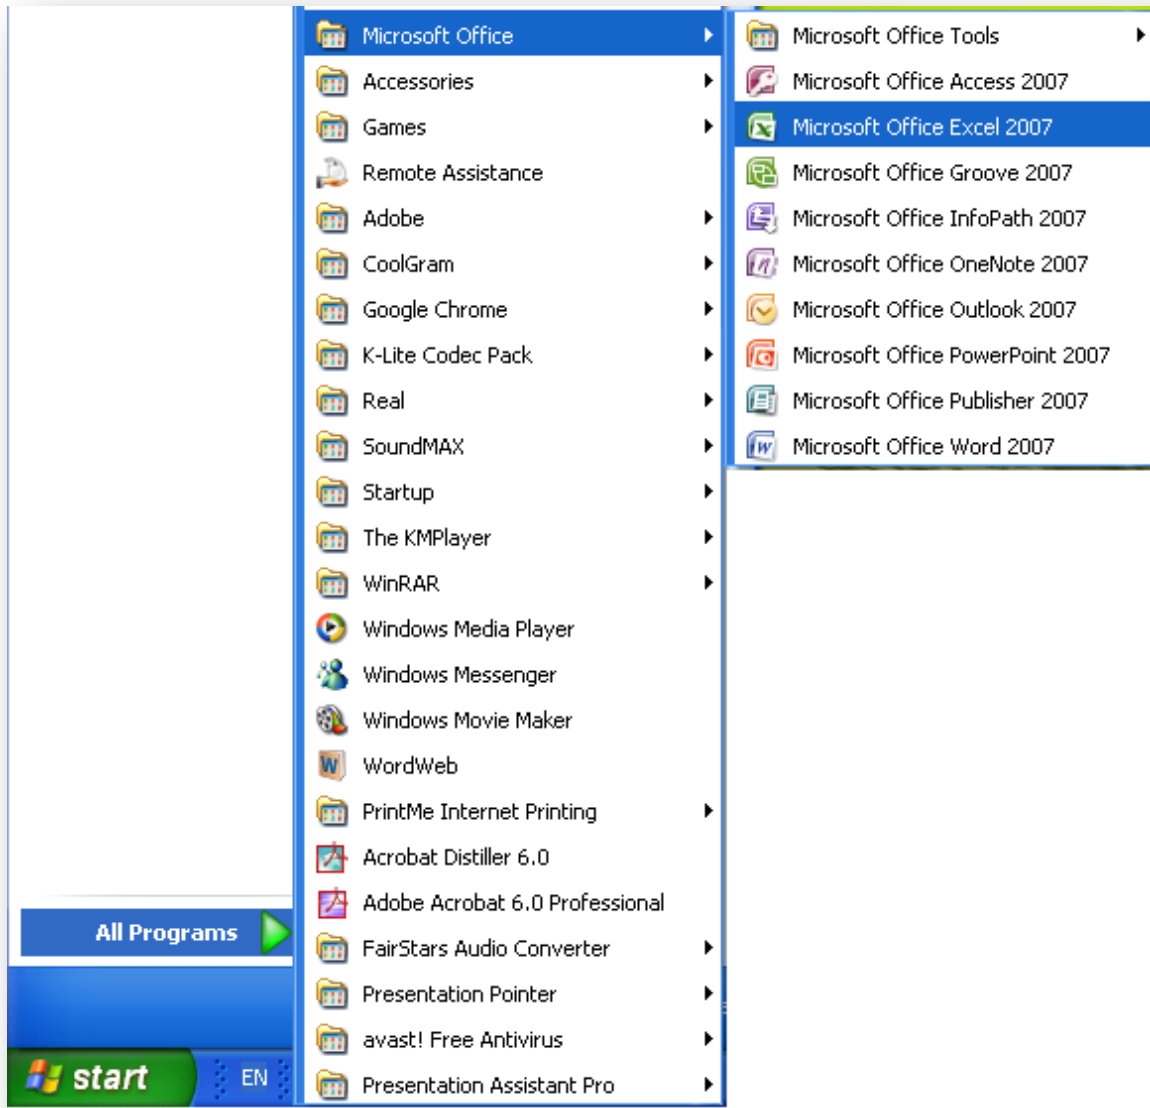 Microsoft Office
Accessories
Games
Remote Assistance
Adobe
CoolGram
Google Chrome
K-Lite Codec Pack
Real
SoundMAX
Startup
The KMPlayer
WinRAR
Windows Media Player
Windows Messenger
Windows Movie Maker
WordWeb
PrintMe Internet Printing
Acrobat Distiller 6.0
Adobe Acrobat 6.0 Professional
FairStars Audio Converter
Presentation Pointer
avast! Free Antivirus
Presentation Assistant Pro
Microsoft Office Tools
Microsoft Office Access 2007
Microsoft Office Excel 2007
Microsoft Office Groove 2007
Microsoft Office InfoPath 2007
Microsoft Office OneNote 2007
Microsoft Office Outlook 2007
Microsoft Office PowerPoint 2007
Microsoft Office Publisher 2007
Microsoft Office Word 2007
All Programs
start
EN